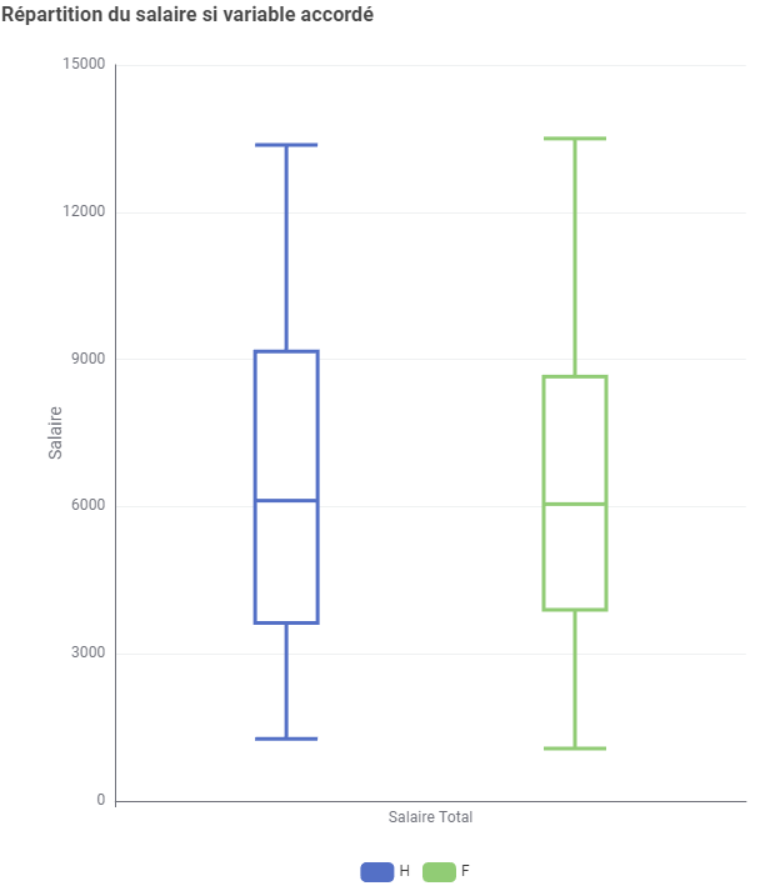 Répartition du salaire si variable accordé
15000
12000
9000
Salaire
6000
3000
0
Salaire Total
H F